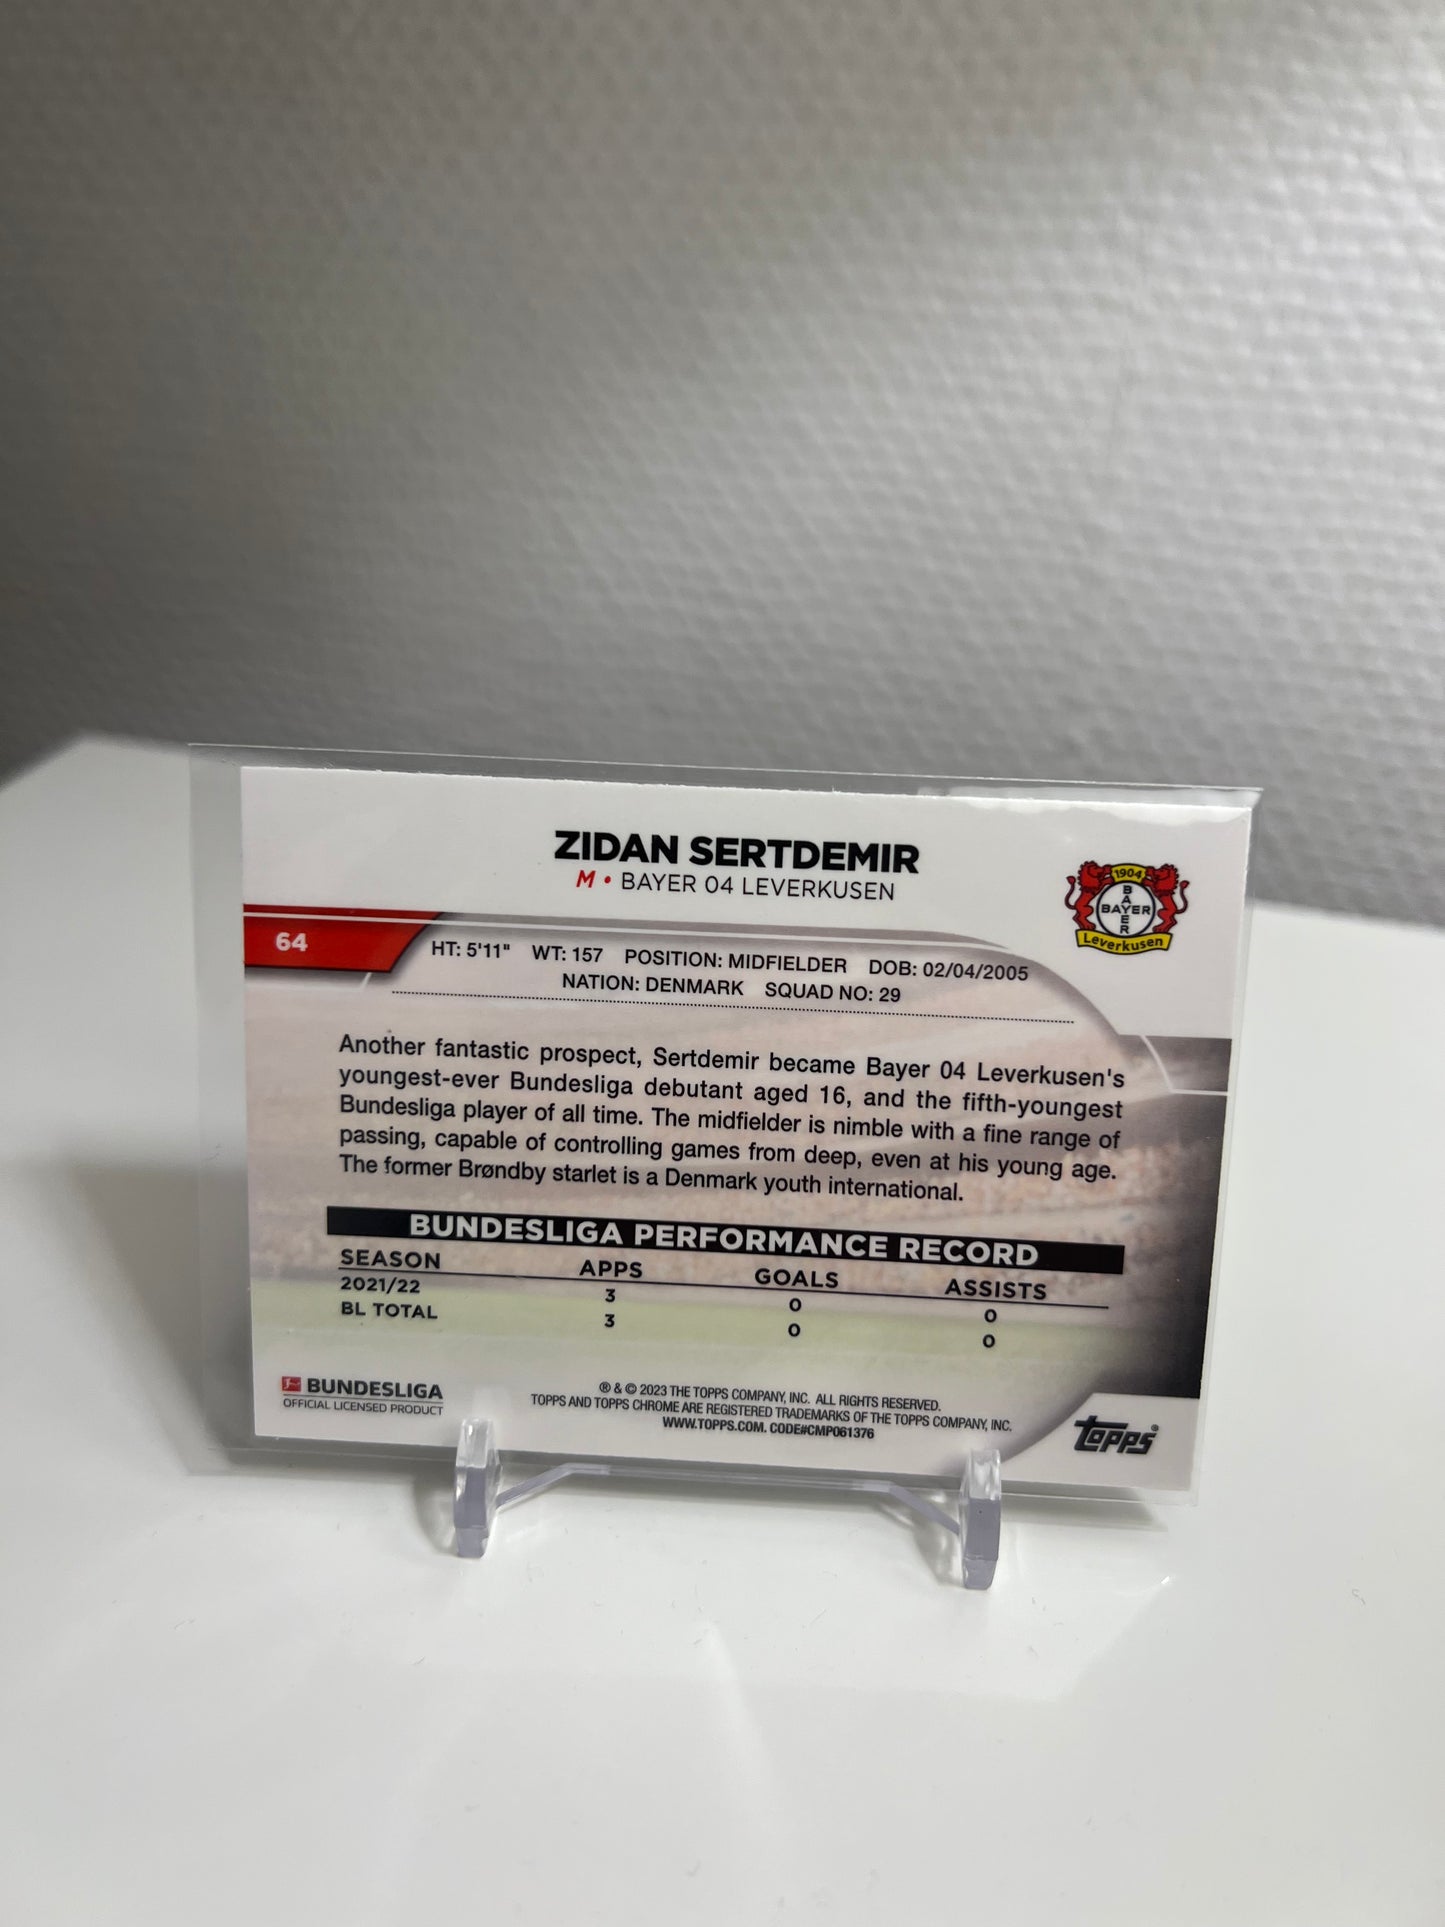 ZIDAN SERTDEMIR
M • BAYER 04 LEVERKUSEN
1904
BAYER
BAYER
Leverkusen
64
HT: 5'11" WT: 157 POSITION: MIDFIELDER DOB: 02/04/2005
NATION: DENMARK SQUAD NO: 29
Another fantastic prospect, Sertdemir became Bayer 04 Leverkusen's
youngest-ever Bundesliga debutant aged 16, and the fifth-youngest
Bundesliga player of all time. The midfielder is nimble with a fine range of
passing, capable of controlling games from deep, even at his young age.
The former Brøndby starlet is a Denmark youth international.
BUNDESLIGA PERFORMANCE RECORD
SEASON APPS GOALS ASSISTS
2021/22 3 0 0
BL TOTAL 3 0 0
BUNDESLIGA
OFFICIAL LICENSED PRODUCT
® & © 2023 THE TOPPS COMPANY, INC. ALL RIGHTS RESERVED.
TOPPS AND TOPPS CHROME ARE REGISTERED TRADEMARKS OF THE TOPPS COMPANY, INC.
WWW.TOPPS.COM. CODE#CMP061376
topps®